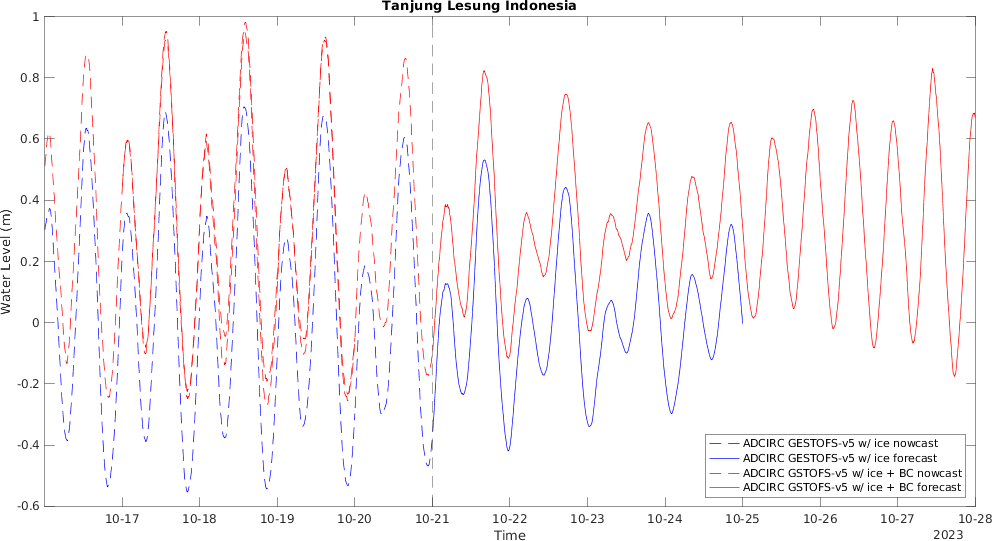 Tanjung Lesung Indonesia
1
0.8
0.6
0.4
0.2
0
-0.2
-0.4
-0.6
Water Level (m)
10-17 10-18 10-19 10-20 10-21 10-22 10-23 10-24 10-25 10-26 10-27 10-28
Time
2023
ADCIRC GESTOFS-v5 w/ ice nowcast
ADCIRC GESTOFS-v5 w/ ice forecast
ADCIRC GSTOFS-v5 w/ ice + BC nowcast
ADCIRC GSTOFS-v5 w/ ice + BC forecast